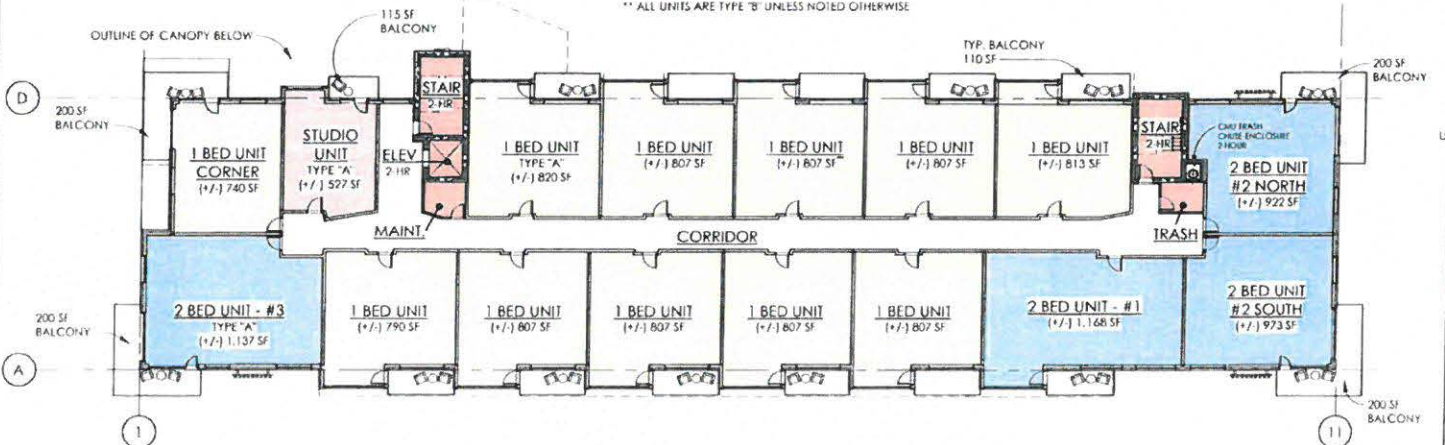 ** ALL UNITS ARE TYPE "B" UNLESS NOTED OTHERWISE
115 SF
BALCONY
OUTLINE OF CANOPY BELOW
TYP. BALCONY
110 SF
200 SF
BALCONY
D
200 SF
BALCONY
1 BED UNIT
CORNER
(+/-) 740 SF
STUDIO
UNIT
TYPE "A"
(+/-) 527 SF
STAIR
2-HR
ELEV
2-HR
MAINT.
1 BED UNIT
TYPE "A"
(+/-) 820 SF
1 BED UNIT
(+/-) 807 SF
1 BED UNIT
(+/-) 807 SF
1 BED UNIT
(+/-) 807 SF
1 BED UNIT
(+/-) 813 SF
STAIR
2-HR
CMU TRASH
CHUTE ENCLOSURE
2 HOUR
2 BED UNIT
#2 NORTH
(+/-) 922 SF
CORRIDOR
TRASH
200 SF
BALCONY
2 BED UNIT - #3
TYPE "A"
(+/-) 1,137 SF
1 BED UNIT
(+/-) 790 SF
1 BED UNIT
(+/-) 807 SF
1 BED UNIT
(+/-) 807 SF
1 BED UNIT
(+/-) 807 SF
1 BED UNIT
(+/-) 807 SF
2 BED UNIT - #1
(+/-) 1,168 SF
2 BED UNIT
#2 SOUTH
(+/-) 973 SF
A
200 SF
BALCONY
1
11